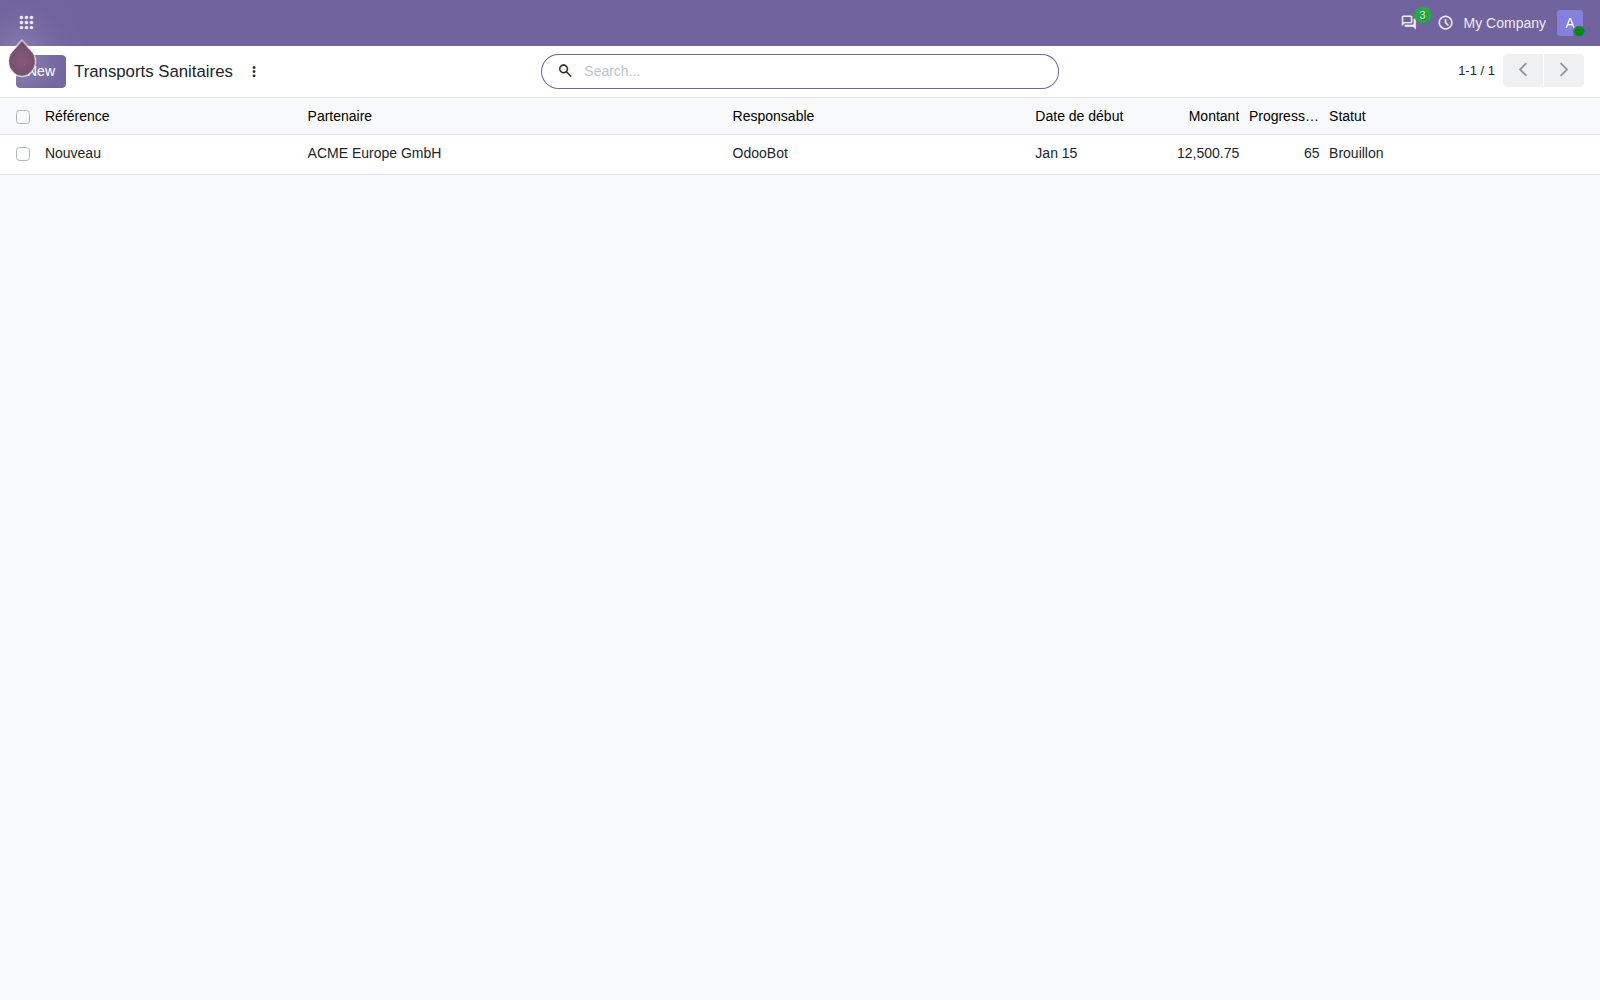 3 My Company A
New Transports Sanitaires Search... 1-1 / 1
Référence Partenaire Responsable Date de début Montant Progress... Statut
Nouveau ACME Europe GmbH OdooBot Jan 15 12,500.75 65 Brouillon